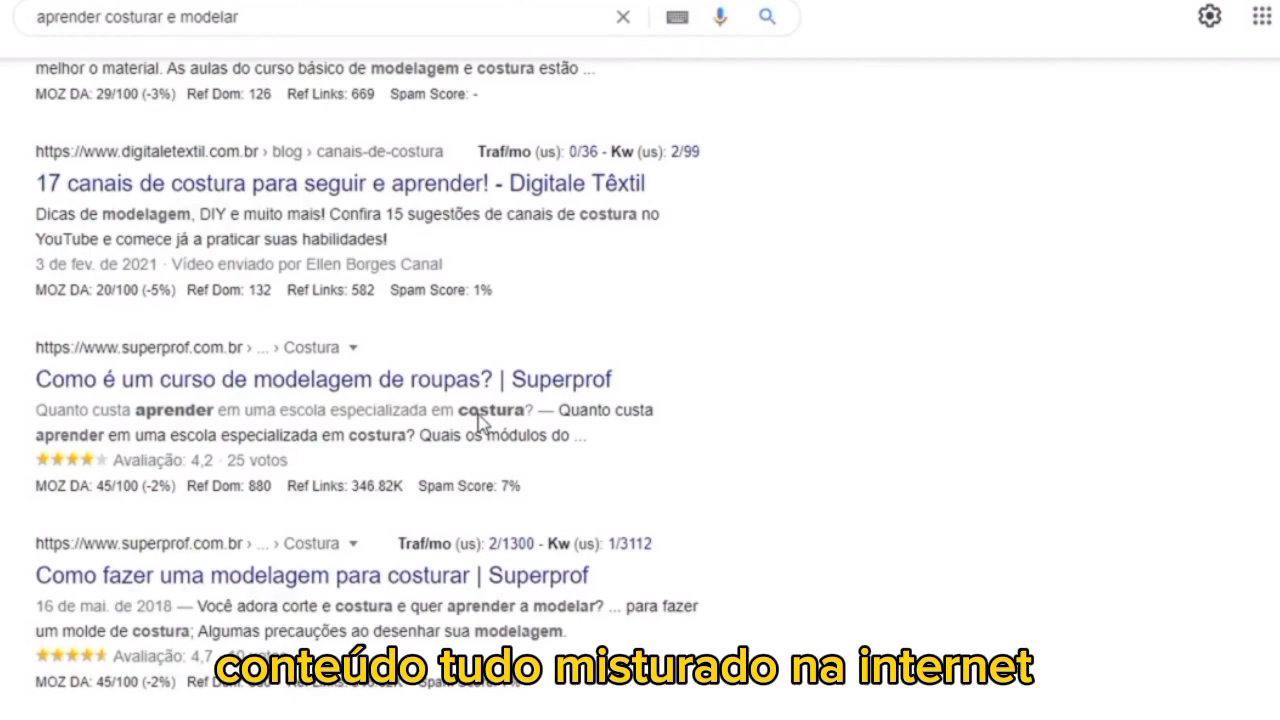 aprender costurar e modelar
melhor o material. As aulas do curso básico de modelagem e costura estão ...
MOZ DA: 29/100 (-3%) Ref Dom: 126 Ref Links: 669 Spam Score: -
https://www.digitaletextil.com.br › blog › canais-de-costura Traf/mo (us): 0/36 - Kw (us): 2/99
17 canais de costura para seguir e aprender! - Digitale Têxtil
Dicas de modelagem, DIY e muito mais! Confira 15 sugestões de canais de costura no
YouTube e comece já a praticar suas habilidades!
3 de fev. de 2021 · Vídeo enviado por Ellen Borges Canal
MOZ DA: 20/100 (-5%) Ref Dom: 132 Ref Links: 582 Spam Score: 1%
https://www.superprof.com.br › ... › Costura
Como é um curso de modelagem de roupas? | Superprof
Quanto custa aprender em uma escola especializada em costura? — Quanto custa
aprender em uma escola especializada em costura? Quais os módulos do ...
Avaliação: 4,2 · 25 votos
MOZ DA: 45/100 (-2%) Ref Dom: 880 Ref Links: 346.82K Spam Score: 7%
https://www.superprof.com.br › ... › Costura Traf/mo (us): 2/1300 - Kw (us): 1/3112
Como fazer uma modelagem para costurar | Superprof
16 de mai. de 2018 — Você adora corte e costura e quer aprender a modelar? ... para fazer
um molde de costura; Algumas precauções ao desenhar sua modelagem.
Avaliação: 4,7
conteúdo tudo misturado na internet
MOZ DA: 45/100 (-2%)